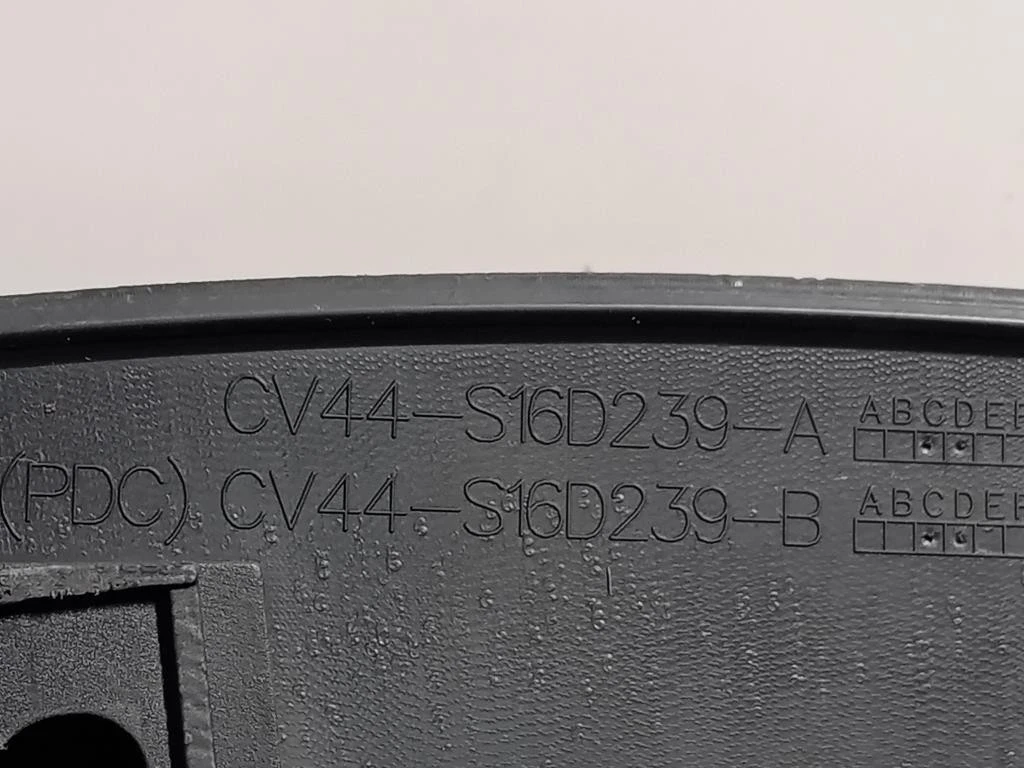 CV44-S16D239-A ABCDEF
(PDC) CV44-S16D239-B ABCDEF